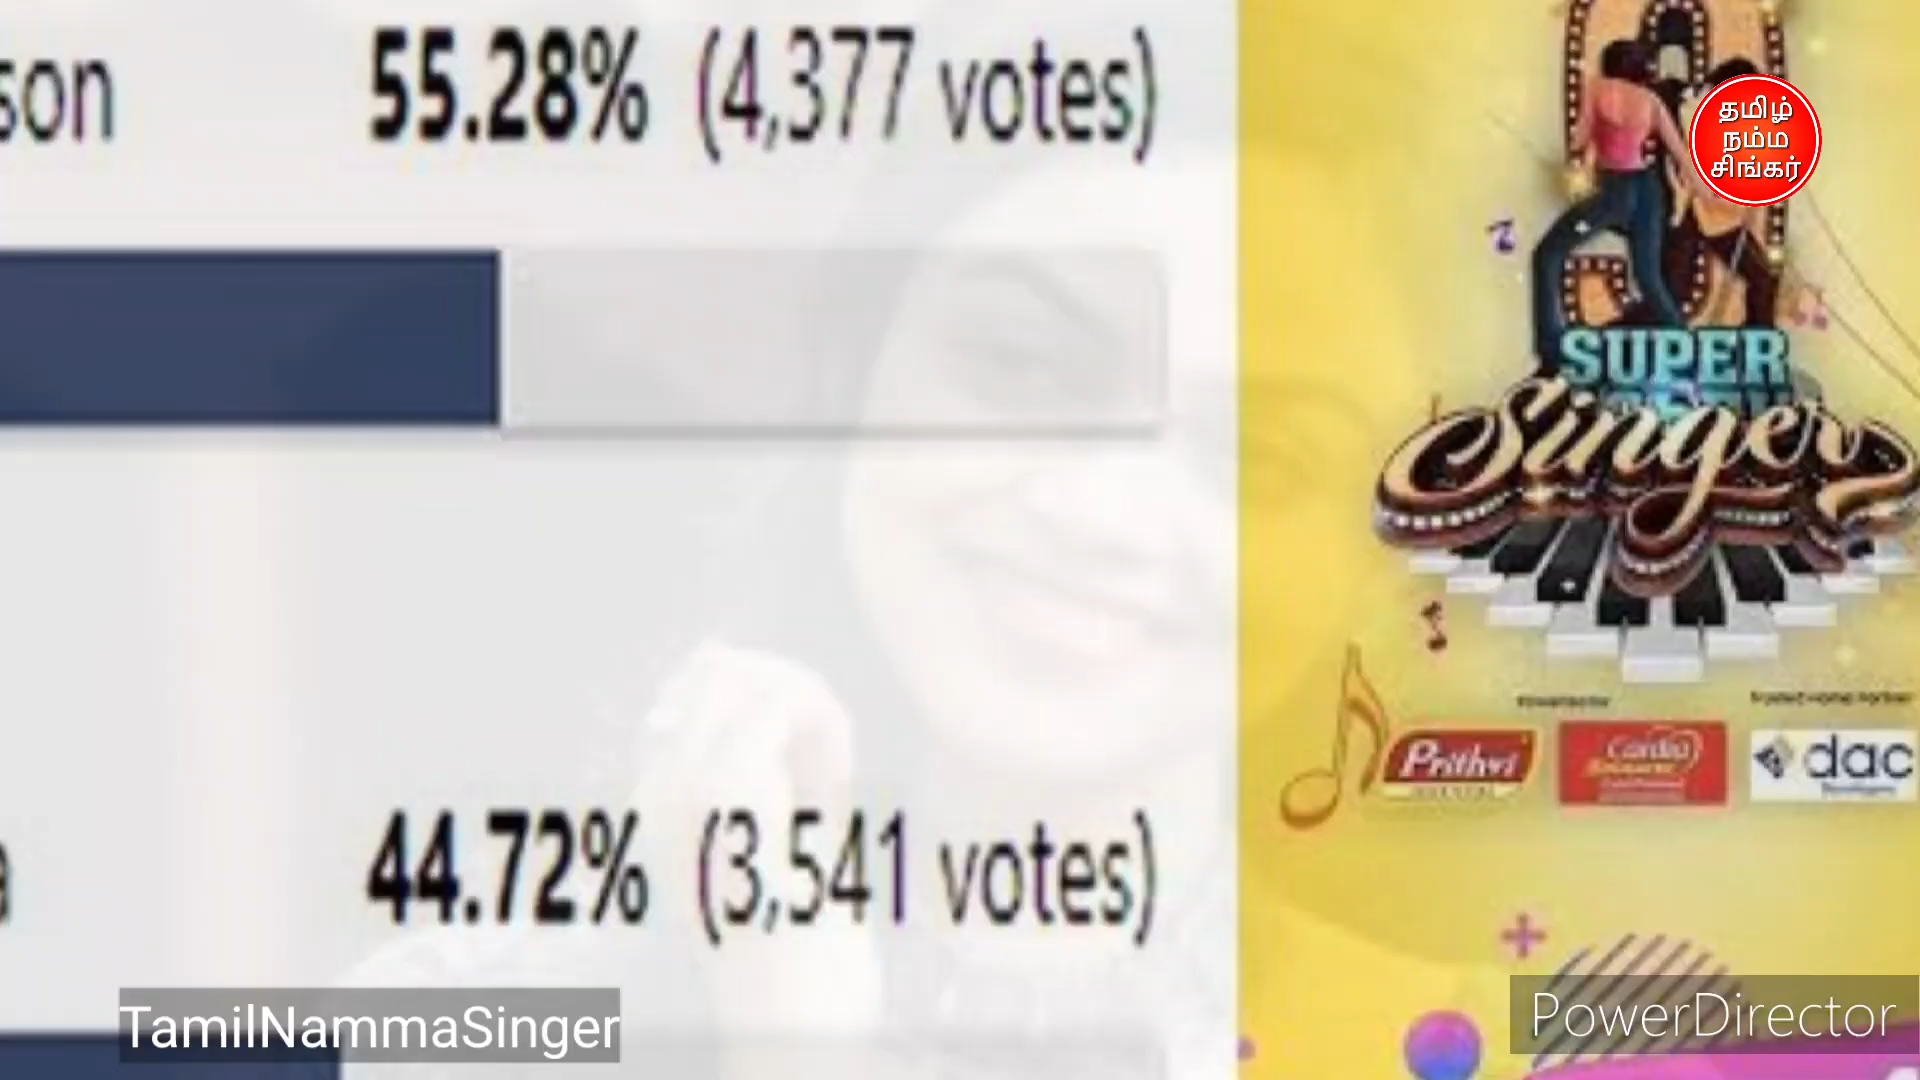 son 55.28% (4,377 votes)
தமிழ்
நம்ம
சிங்கர்
SUPER
Singer
Prithvi
dac
a 44.72% (3,541 votes)
TamilNammaSinger
PowerDirector